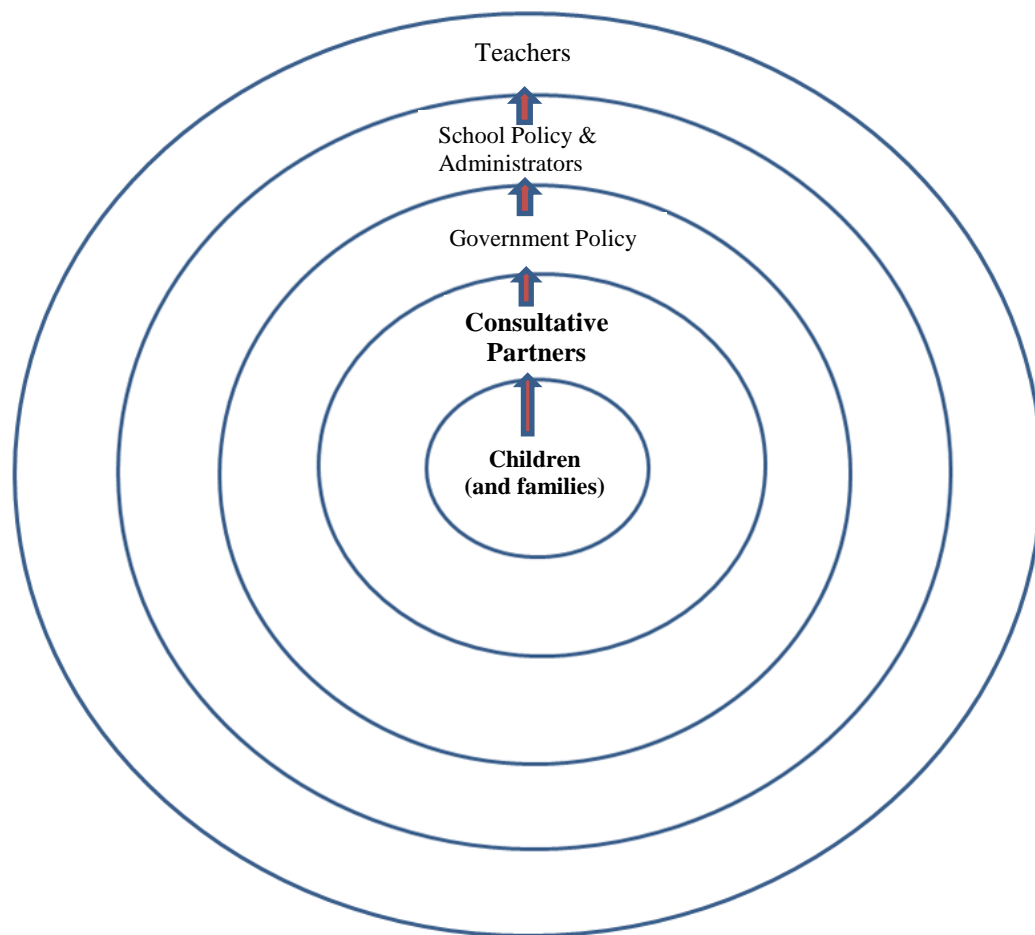 Teachers
School Policy &
Administrators
Government Policy
Consultative
Partners
Children
(and families)